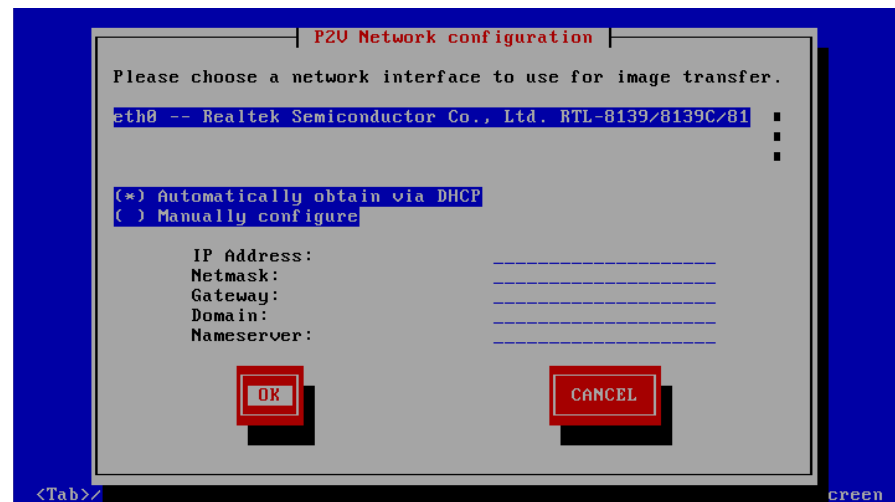 P2V Network configuration
Please choose a network interface to use for image transfer.
eth0 -- Realtek Semiconductor Co., Ltd. RTL-8139/8139C/81
(*) Automatically obtain via DHCP
( ) Manually configure
IP Address:
Netmask:
Gateway:
Domain:
Nameserver:
OK CANCEL
<Tab>/ creen